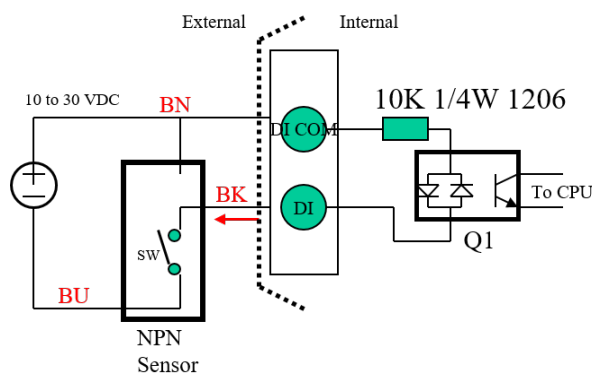 External
Internal
10 to 30 VDC
BN
10K 1/4W 1206
DI COM
BK
DI
To CPU
SW
Q1
BU
NPN
Sensor